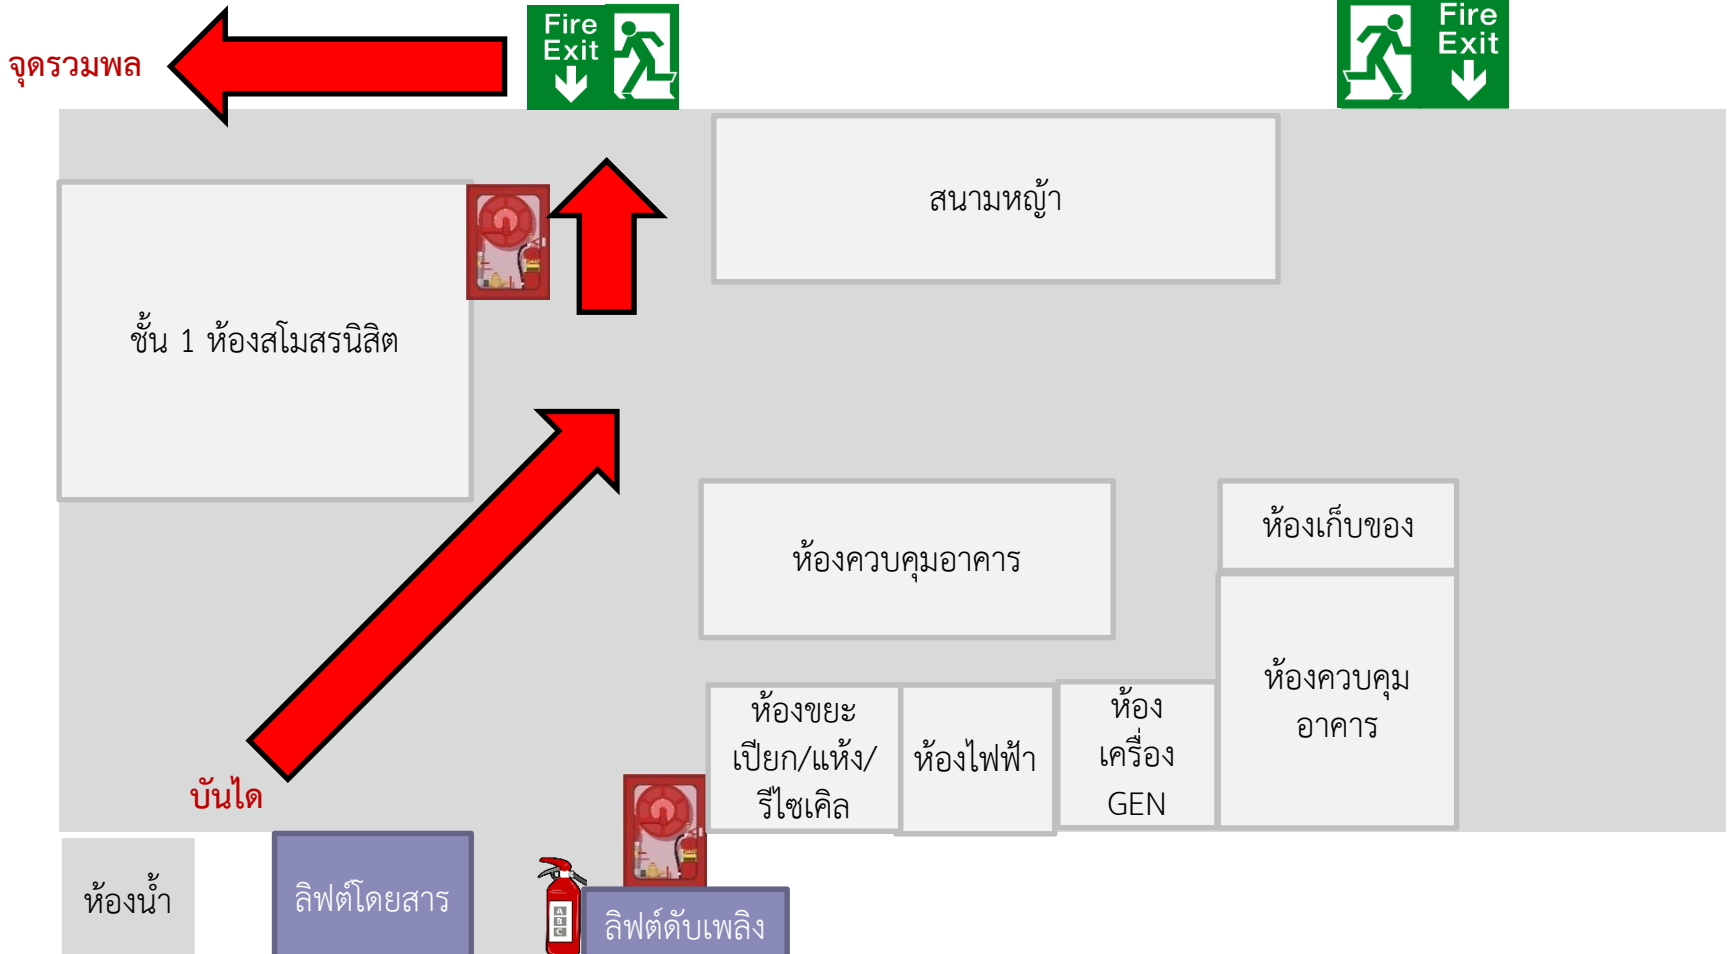 จุดรวมพล
Fire
Exit
Fire
Exit
สนามหญ้า
ชั้น 1 ห้องสโมสรนิสิต
ห้องควบคุมอาคาร
ห้องเก็บของ
ห้องควบคุม
อาคาร
ห้องขยะ
เปียก/แห้ง/
รีไซเคิล
ห้องไฟฟ้า
ห้อง
เครื่อง
GEN
บันได
ห้องน้ำ
ลิฟต์โดยสาร
A
B
C
ลิฟต์ดับเพลิง